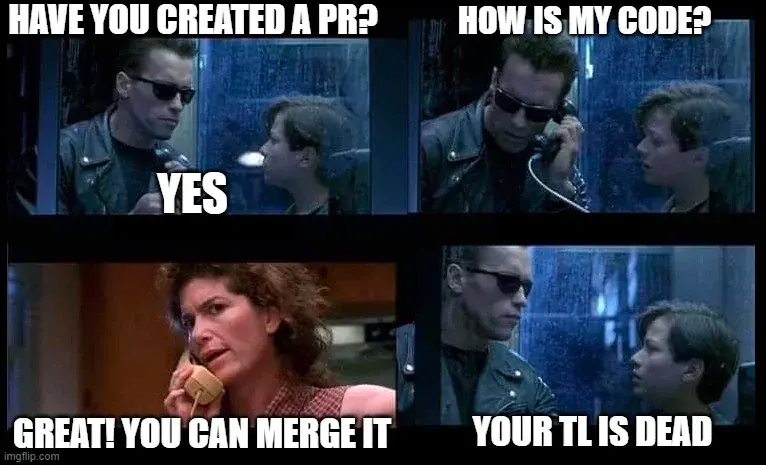 HAVE YOU CREATED A PR?
HOW IS MY CODE?
YES
GREAT! YOU CAN MERGE IT
YOUR TL IS DEAD
imgflip.com